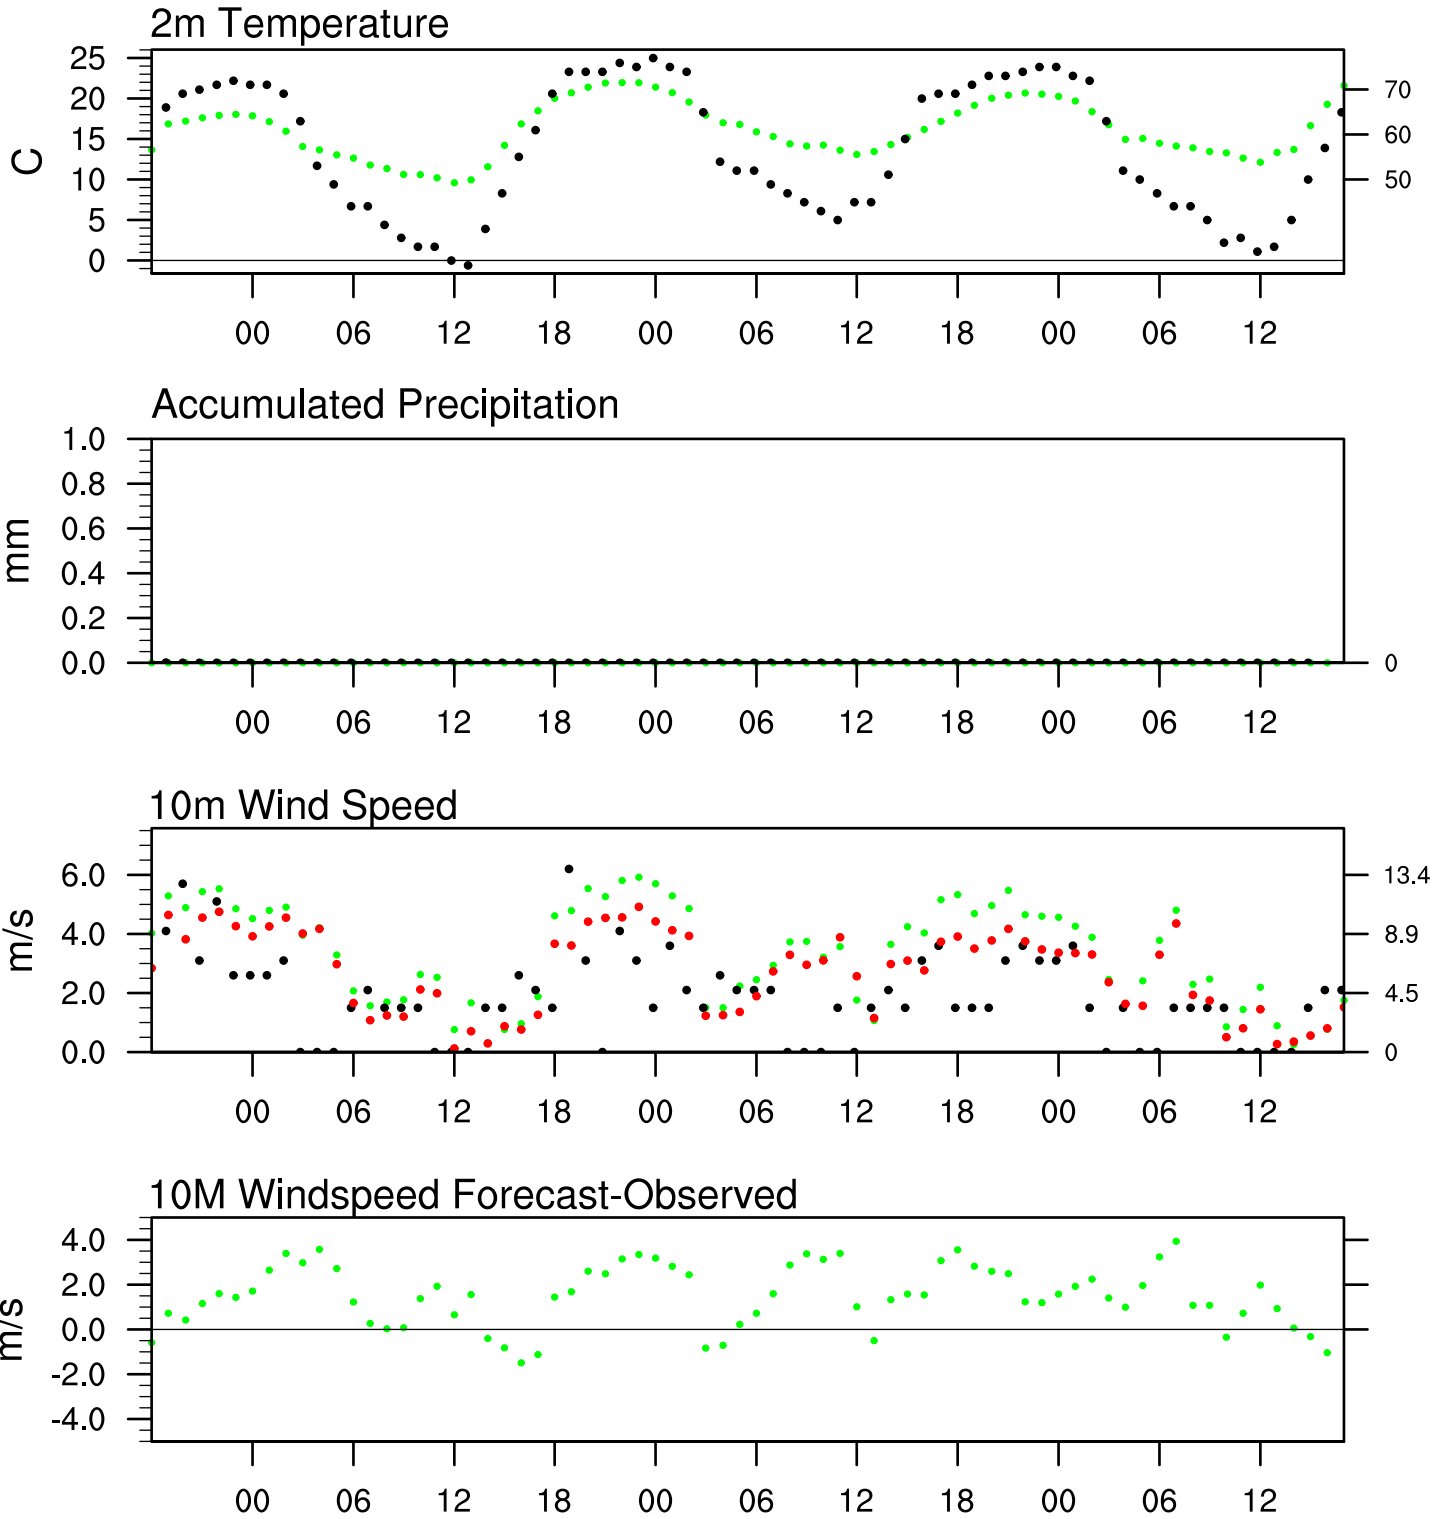 2m Temperature
25
20
15
10
5
0
C
70
60
50
00 06 12 18 00 06 12 18 00 06 12
Accumulated Precipitation
1.0
0.8
0.6
0.4
0.2
0.0
mm
0
00 06 12 18 00 06 12 18 00 06 12
10m Wind Speed
6.0
4.0
2.0
0.0
m/s
13.4
8.9
4.5
0
00 06 12 18 00 06 12 18 00 06 12
10M Windspeed Forecast-Observed
4.0
2.0
0.0
-2.0
-4.0
m/s
00 06 12 18 00 06 12 18 00 06 12